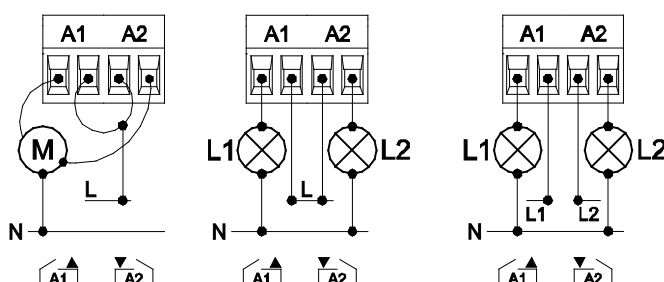 A1 A2 A1 A2 A1 A2
M L1 L2 L1 L2
L L L1 L2
N N N
A1 A2 A1 A2 A1 A2